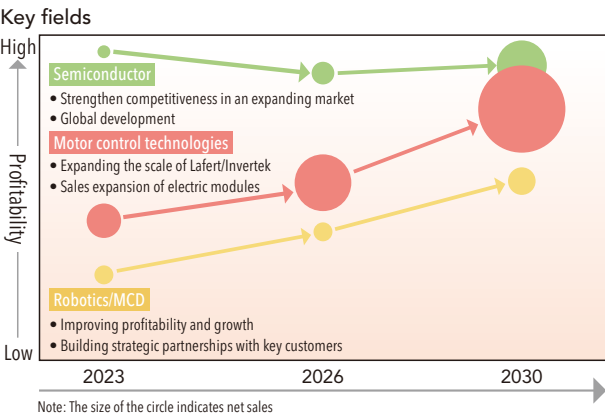 Key fields
High
Semiconductor
• Strengthen competitiveness in an expanding market
• Global development
Motor control technologies
• Expanding the scale of Lafert/Invertek
• Sales expansion of electric modules
Profitability
Robotics/MCD
• Improving profitability and growth
• Building strategic partnerships with key customers
Low
2023 2026 2030
Note: The size of the circle indicates net sales